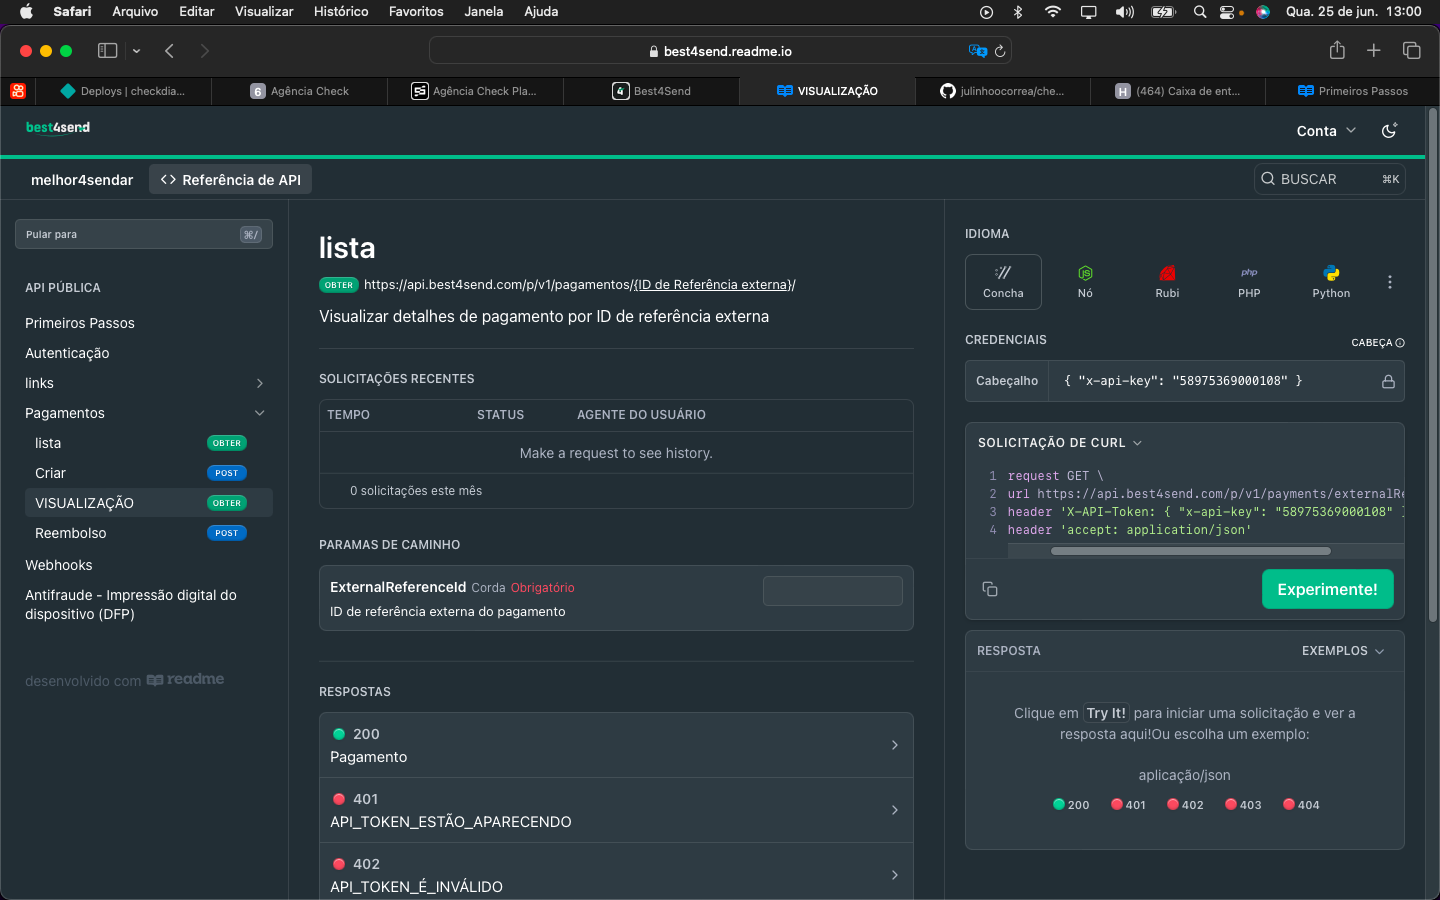 Safari Arquivo Editar Visualizar Histórico Favoritos Janela Ajuda Qua. 25 de jun. 13:00
best4send.readme.io
Deploys | checkdia... 6 Agência Check Agência Check Pla... 4 Best4Send VISUALIZAÇÃO julinhoocorrea/che... H (464) Caixa de ent... Primeiros Passos
best4send
Conta
melhor4sendar
<> Referência de API
BUSCAR ⌘K
Pular para ⌘/
API PÚBLICA
Primeiros Passos
Autenticação
links
Pagamentos
lista OBTER
Criar POST
VISUALIZAÇÃO OBTER
Reembolso POST
Webhooks
Antifraude - Impressão digital do
dispositivo (DFP)
desenvolvido com readme
lista
OBTER https://api.best4send.com/p/v1/pagamentos/{ID de Referência externa}/
Visualizar detalhes de pagamento por ID de referência externa
SOLICITAÇÕES RECENTES
TEMPO STATUS AGENTE DO USUÁRIO
Make a request to see history.
0 solicitações este mês
PARAMAS DE CAMINHO
ExternalReferenceId Corda Obrigatório
ID de referência externa do pagamento
RESPOSTAS
200
Pagamento
401
API_TOKEN_ESTÃO_APARECENDO
402
API_TOKEN_É_INVÁLIDO
IDIOMA
Concha Nó Rubi php PHP Python
CREDENCIAIS
CABEÇA
Cabeçalho { "x-api-key": "58975369000108" }
SOLICITAÇÃO DE CURL
1 request GET \
2 url https://api.best4send.com/p/v1/payments/externalRe
3 header 'X-API-Token: { "x-api-key": "58975369000108" }
4 header 'accept: application/json'
Experimente!
RESPOSTA
EXEMPLOS
Clique em Try It! para iniciar uma solicitação e ver a
resposta aqui!Ou escolha um exemplo:
aplicação/json
200 401 402 403 404